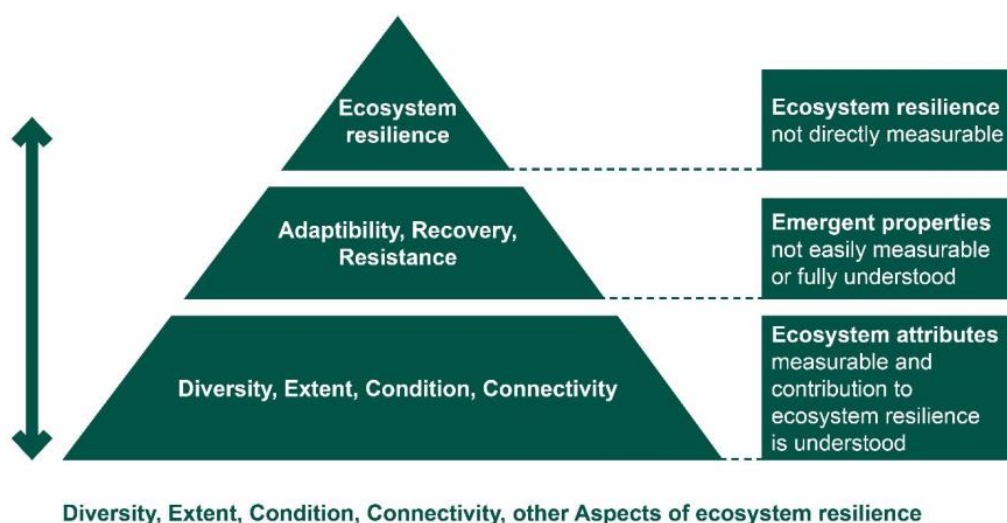 Ecosystem
resilience
Ecosystem resilience
not directly measurable
Adaptibility, Recovery,
Resistance
Emergent properties
not easily measurable
or fully understood
Diversity, Extent, Condition, Connectivity
Ecosystem attributes
measurable and
contribution to
ecosystem resilience
is understood
Diversity, Extent, Condition, Connectivity, other Aspects of ecosystem resilience